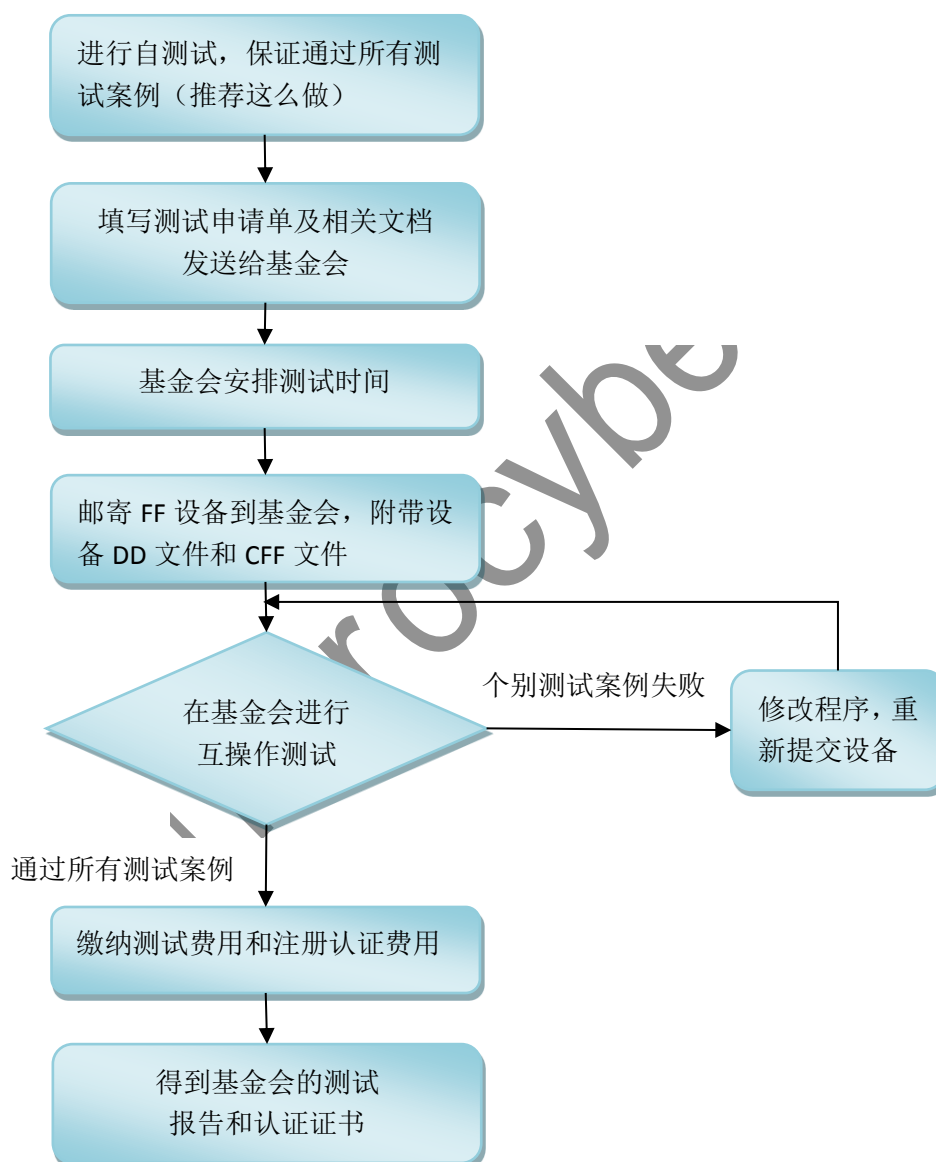 进行自测试，保证通过所有测
试案例（推荐这么做）
填写测试申请单及相关文档
发送给基金会
基金会安排测试时间
邮寄 FF 设备到基金会，附带设
备 DD 文件和 CFF 文件
在基金会进行
互操作测试
个别测试案例失败
修改程序，重
新提交设备
通过所有测试案例
缴纳测试费用和注册认证费用
得到基金会的测试
报告和认证证书